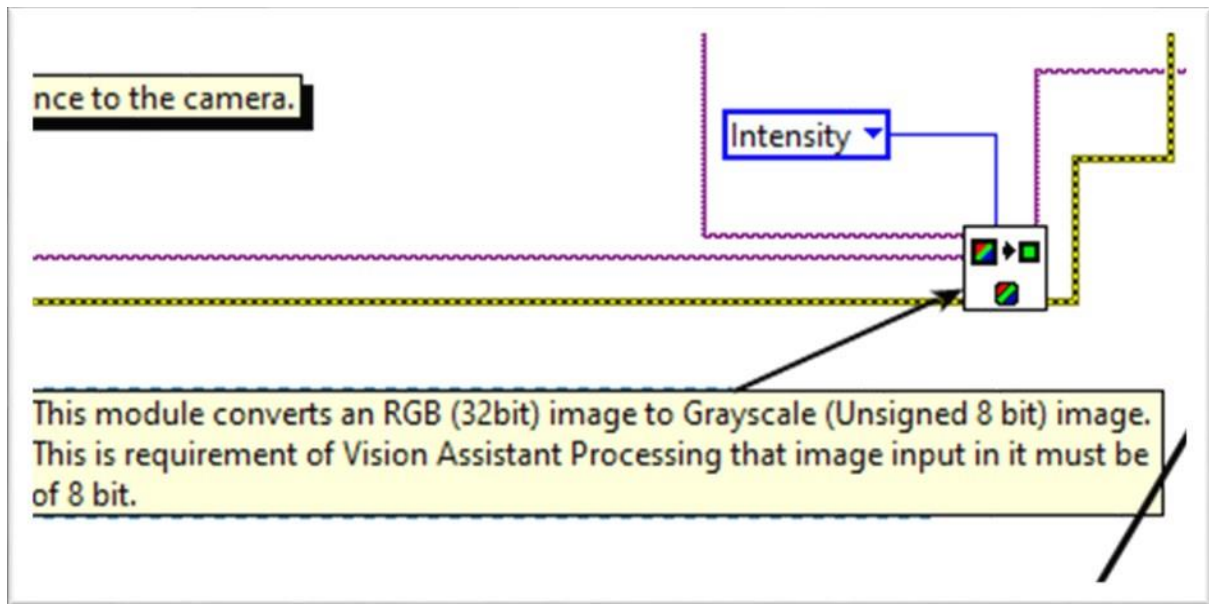 nce to the camera.
Intensity
This module converts an RGB (32bit) image to Grayscale (Unsigned 8 bit) image.
This is requirement of Vision Assistant Processing that image input in it must be
of 8 bit.